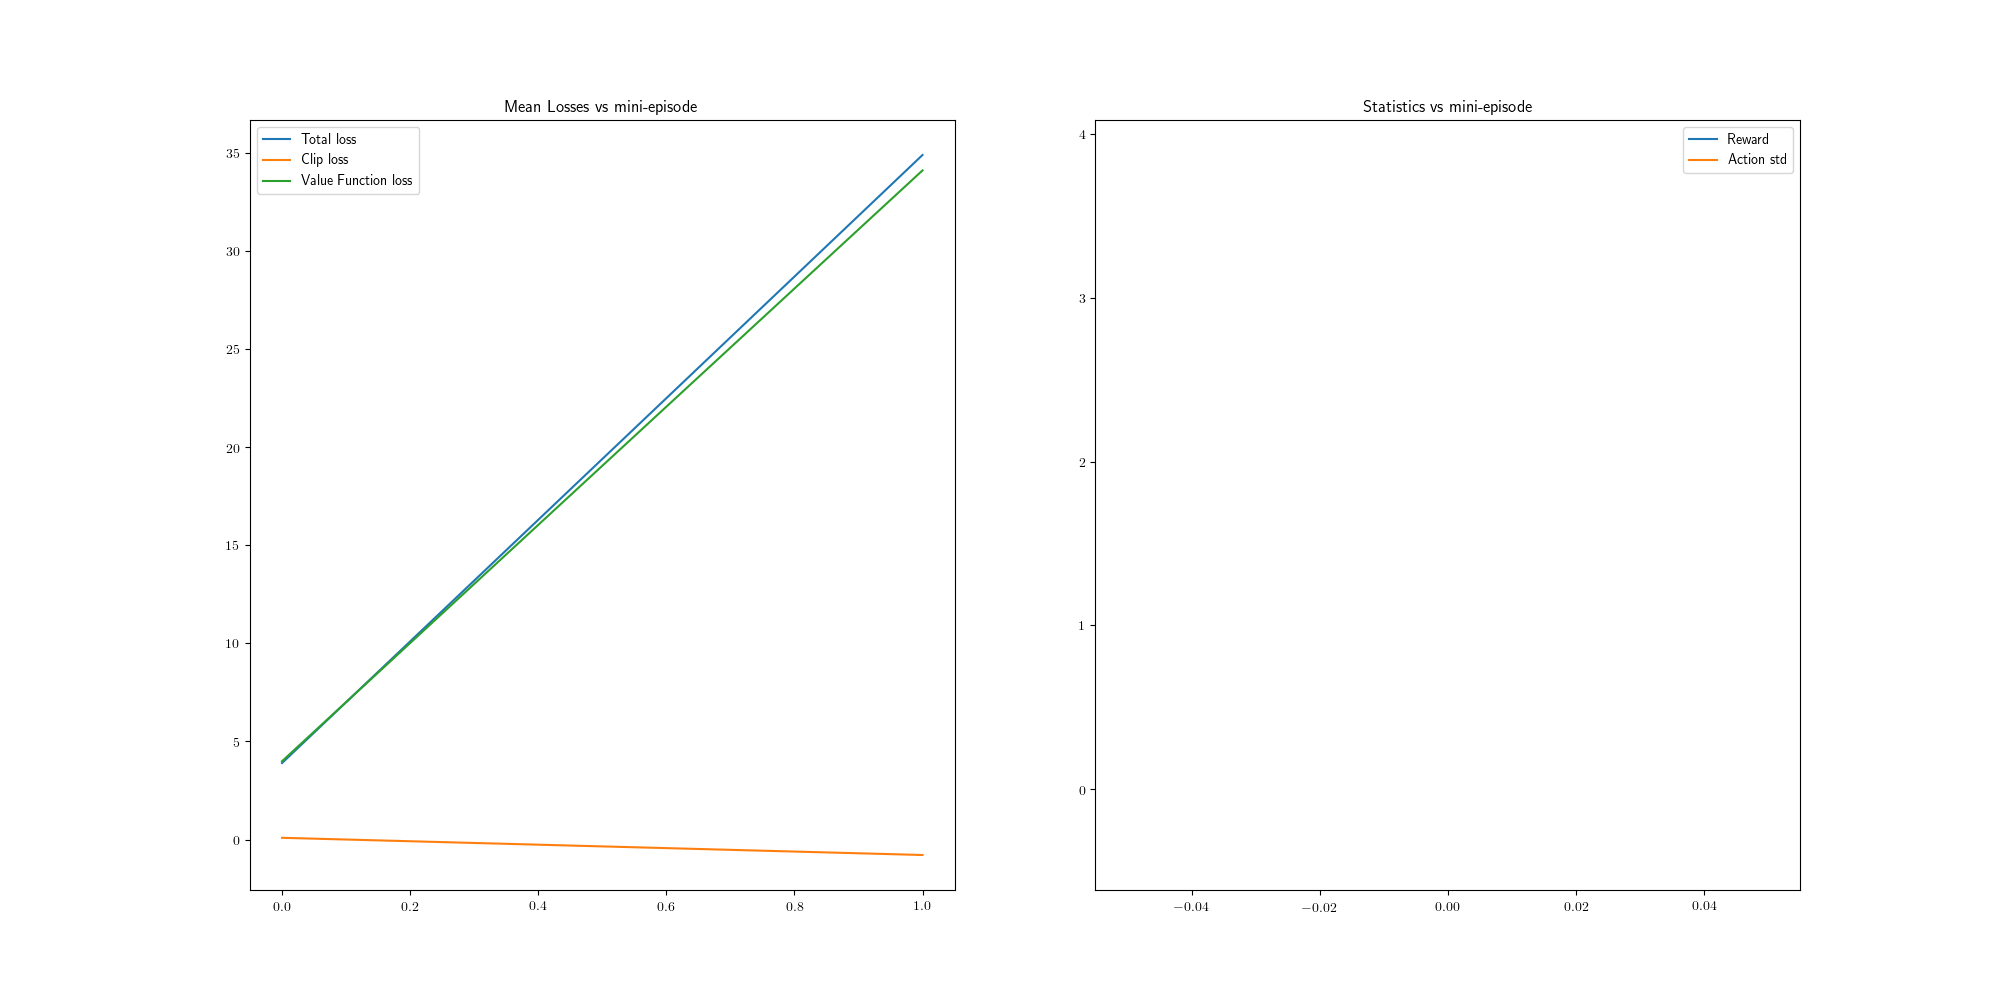 Mean Losses vs mini-episode
Total loss
Clip loss
Value Function loss
35
30
25
20
15
10
5
0
0.0 0.2 0.4 0.6 0.8 1.0
Statistics vs mini-episode
Reward
Action std
4
3
2
1
0
−0.04 −0.02 0.00 0.02 0.04